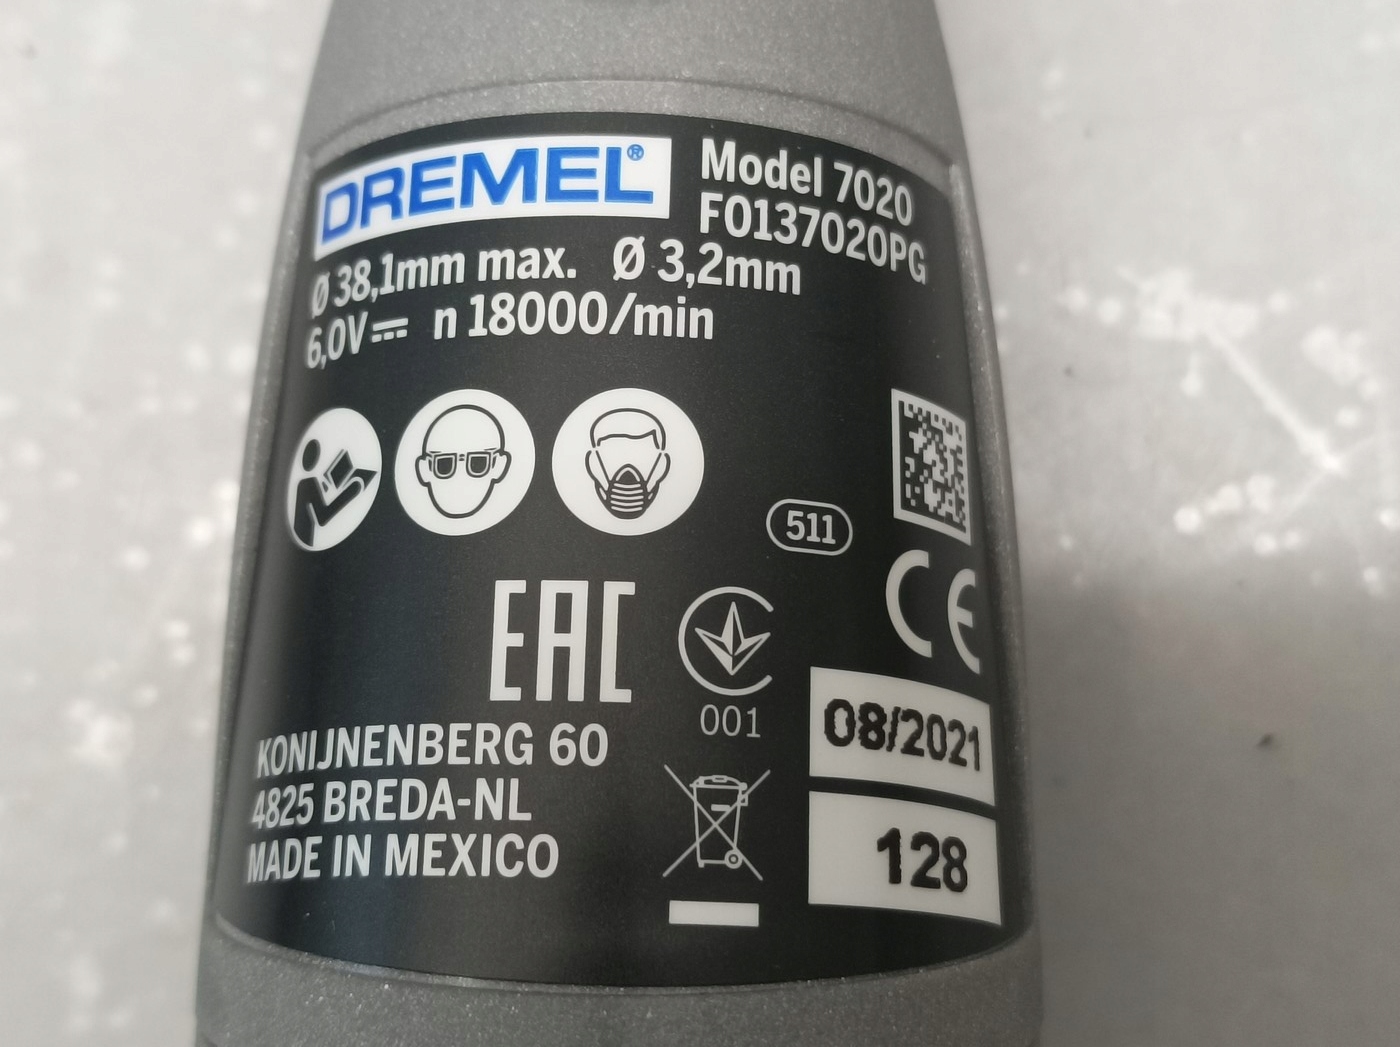 DREMEL®
Model 7020
F0137020PG
Ø 38,1mm max. Ø 3,2mm
6,0V⎓ n 18000/min
511
CE
EAC
001
08/2021
128
KONIJNENBERG 60
4825 BREDA-NL
MADE IN MEXICO